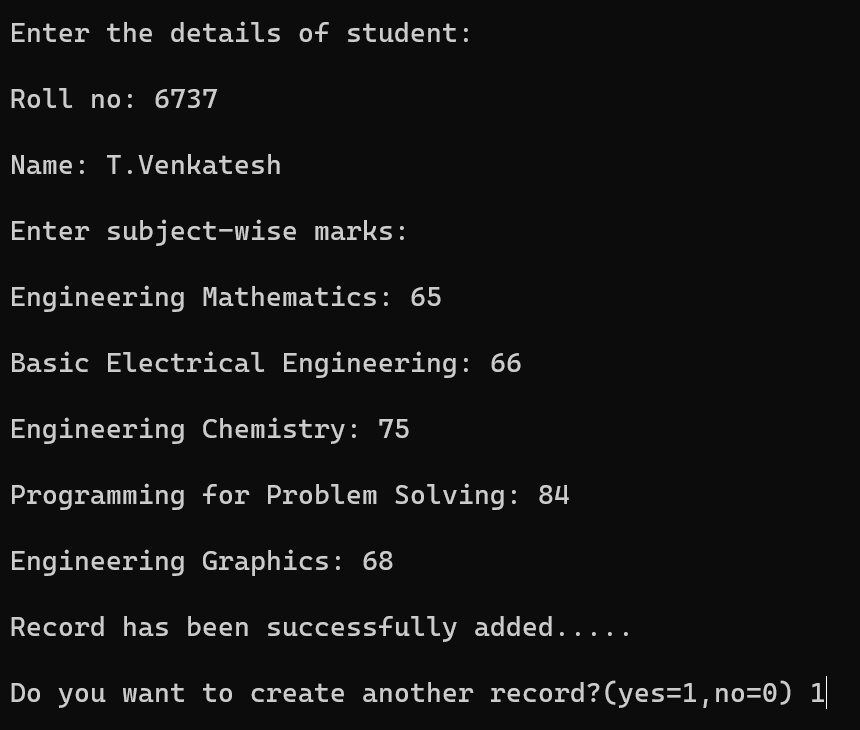 Enter the details of student:
Roll no: 6737
Name: T.Venkatesh
Enter subject-wise marks:
Engineering Mathematics: 65
Basic Electrical Engineering: 66
Engineering Chemistry: 75
Programming for Problem Solving: 84
Engineering Graphics: 68
Record has been successfully added.....
Do you want to create another record?(yes=1,no=0) 1